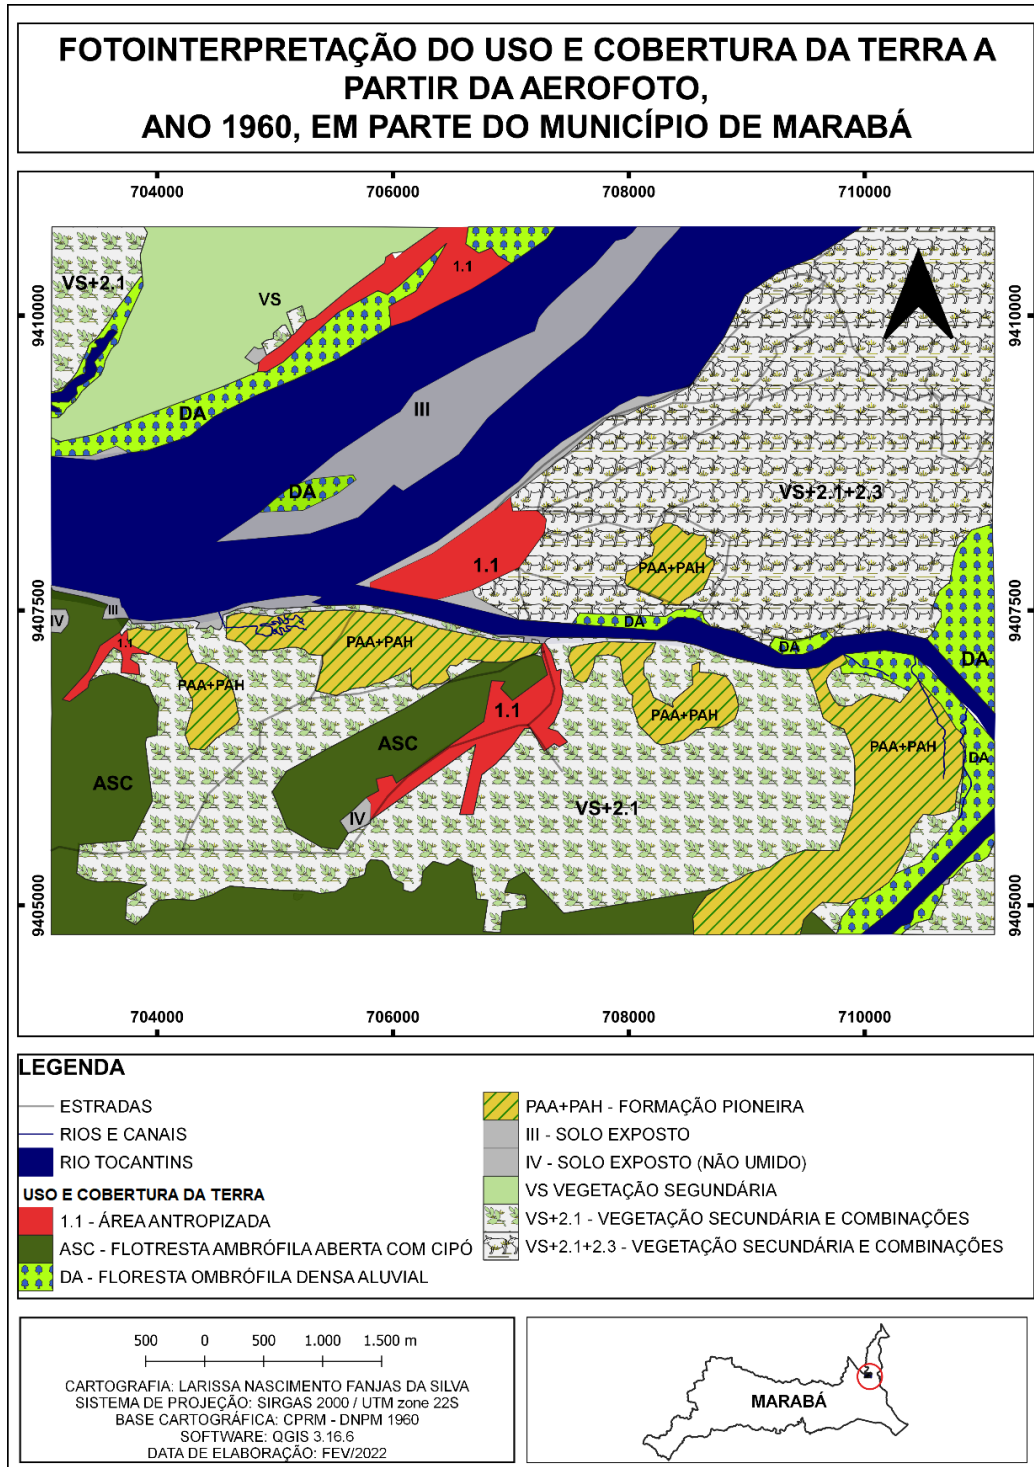 FOTOINTERPRETAÇÃO DO USO E COBERTURA DA TERRA A
PARTIR DA AEROFOTO,
ANO 1960, EM PARTE DO MUNICÍPIO DE MARABÁ
704000 706000 708000 710000
9410000 9410000
9407500 9407500
9405000 9405000
VS+2.1
VS
1.1
DA
III
DA
VS+2.1+2.3
1.1
PAA+PAH
IV
III
1.1
PAA+PAH
DA
DA
DA
PAA+PAH
1.1
PAA+PAH
PAA+PAH
DA
ASC
ASC
IV
VS+2.1
704000 706000 708000 710000
LEGENDA
ESTRADAS
RIOS E CANAIS
RIO TOCANTINS
USO E COBERTURA DA TERRA
1.1 - ÁREA ANTROPIZADA
ASC - FLOTRESTA AMBRÓFILA ABERTA COM CIPÓ
DA - FLORESTA OMBRÓFILA DENSA ALUVIAL
PAA+PAH - FORMAÇÃO PIONEIRA
III - SOLO EXPOSTO
IV - SOLO EXPOSTO (NÃO UMIDO)
VS VEGETAÇÃO SEGUNDÁRIA
VS+2.1 - VEGETAÇÃO SECUNDÁRIA E COMBINAÇÕES
VS+2.1+2.3 - VEGETAÇÃO SECUNDÁRIA E COMBINAÇÕES
500 0 500 1.000 1.500 m
CARTOGRAFIA: LARISSA NASCIMENTO FANJAS DA SILVA
SISTEMA DE PROJEÇÃO: SIRGAS 2000 / UTM zone 22S
BASE CARTOGRÁFICA: CPRM - DNPM 1960
SOFTWARE: QGIS 3.16.6
DATA DE ELABORAÇÃO: FEV/2022
MARABÁ